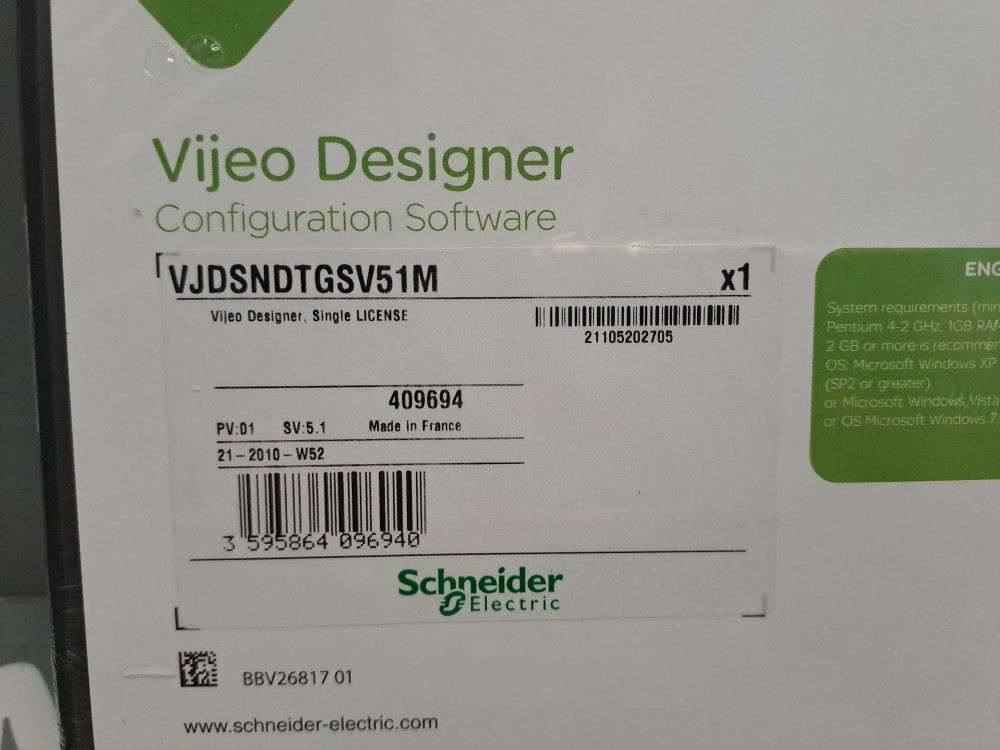 Vijeo Designer
Configuration Software
VJDSNDTGSV51M x1
Vijeo Designer, Single LICENSE
21105202705
409694
PV:01 SV:5.1 Made in France
21-2010-W52
3 595864 096940
Schneider
Electric
BBV26817 01
www.schneider-electric.com
ENG
System requirements (min
Pentium 4-2 GHz, 1GB RAM
2 GB or more is recommen
OS: Microsoft Windows XP
(SP2 or greater)
or Microsoft Windows Vista
or OS Microsoft Windows 7